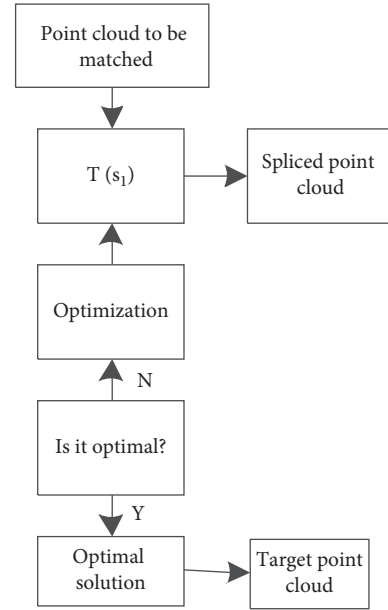 Point cloud to be
matched
T (s₁)
Spliced point
cloud
Optimization
N
Is it optimal?
Y
Optimal
solution
Target point
cloud